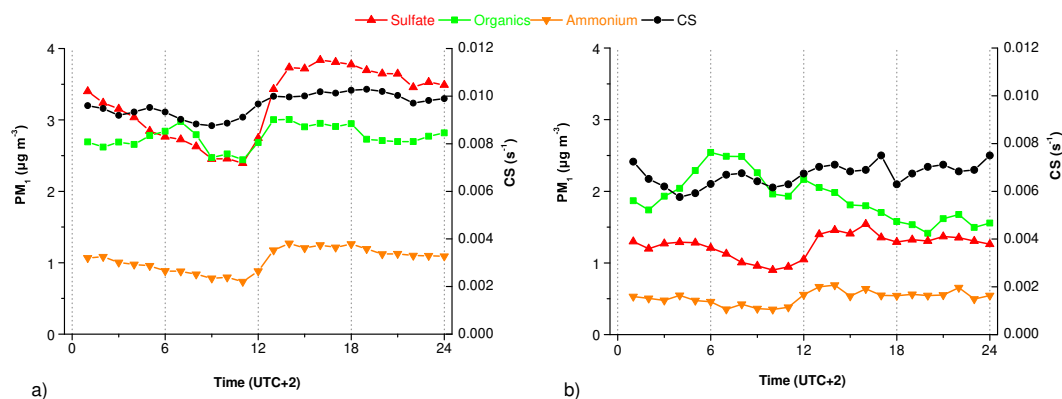 Sulfate Organics Ammonium CS
4 0.012 4 0.012
0.010 0.010
3 3
0.008 0.008
2 0.006 2 0.006
0.004 0.004
1 1
0.002 0.002
0 0.000 0 0.000
0 6 12 18 24 0 6 12 18 24
PM1 (µg m-3)
CS (s-1)
PM1 (µg m-3)
CS (s-1)
a) Time (UTC+2) b) Time (UTC+2)